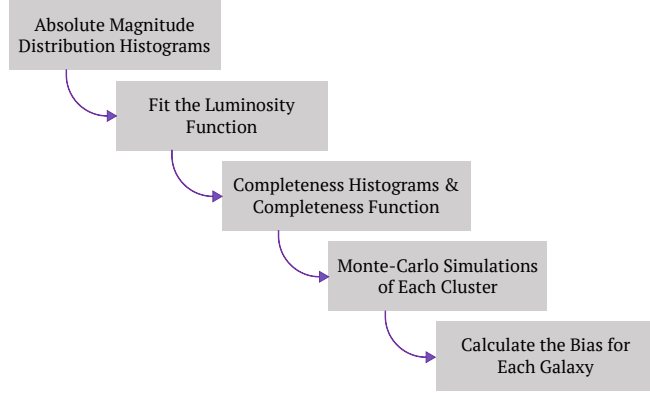 Absolute Magnitude
Distribution Histograms
Fit the Luminosity
Function
Completeness Histograms &
Completeness Function
Monte-Carlo Simulations
of Each Cluster
Calculate the Bias for
Each Galaxy